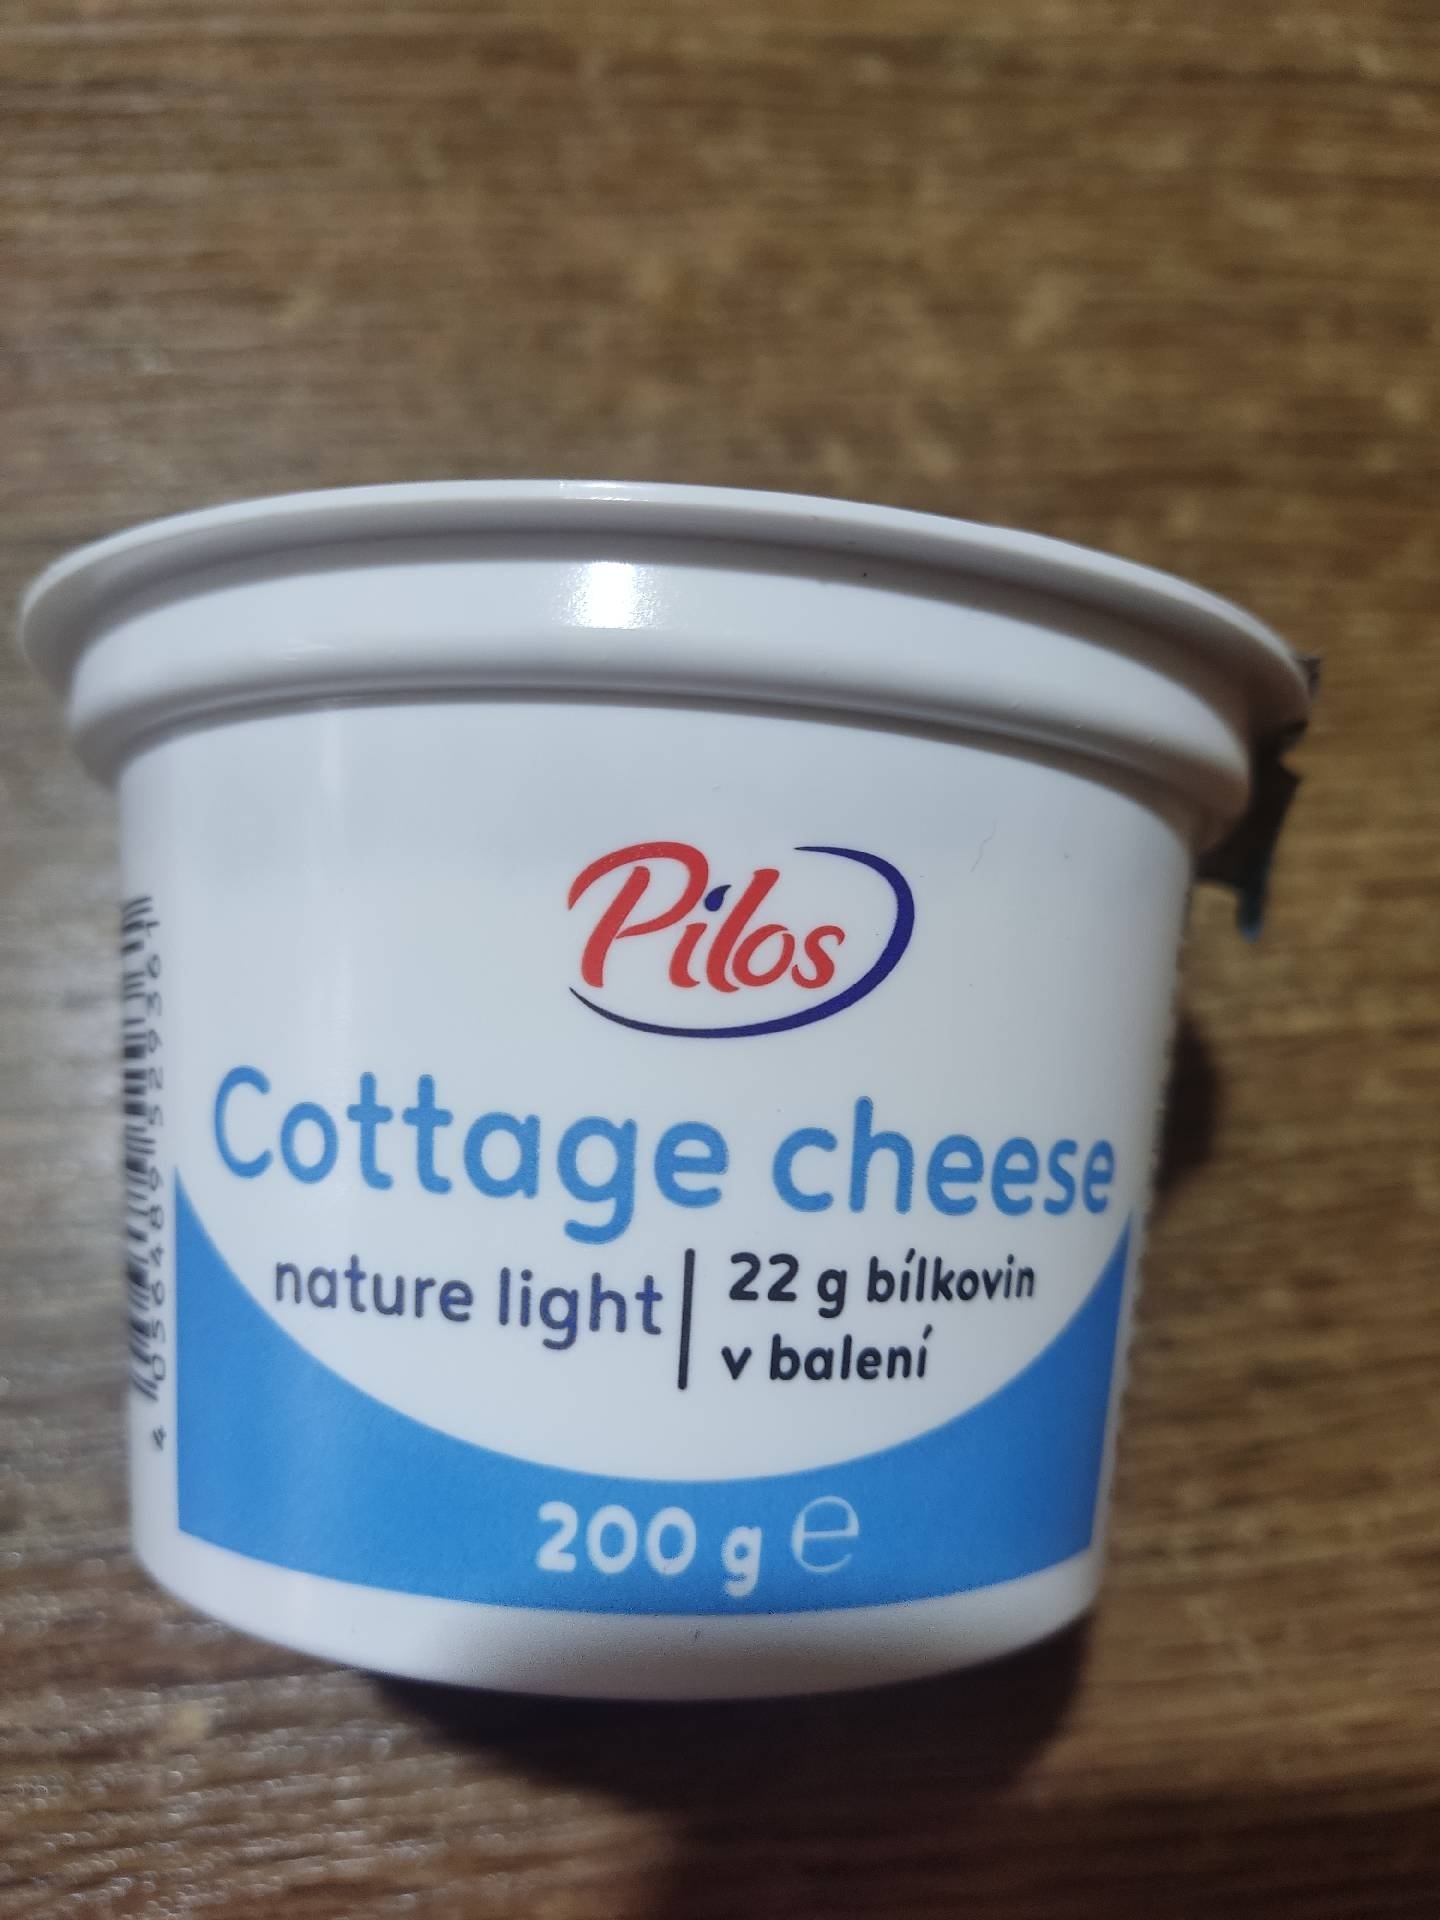 Pilos
Cottage cheese
nature light
22 g bílkovin
v balení
200 g e